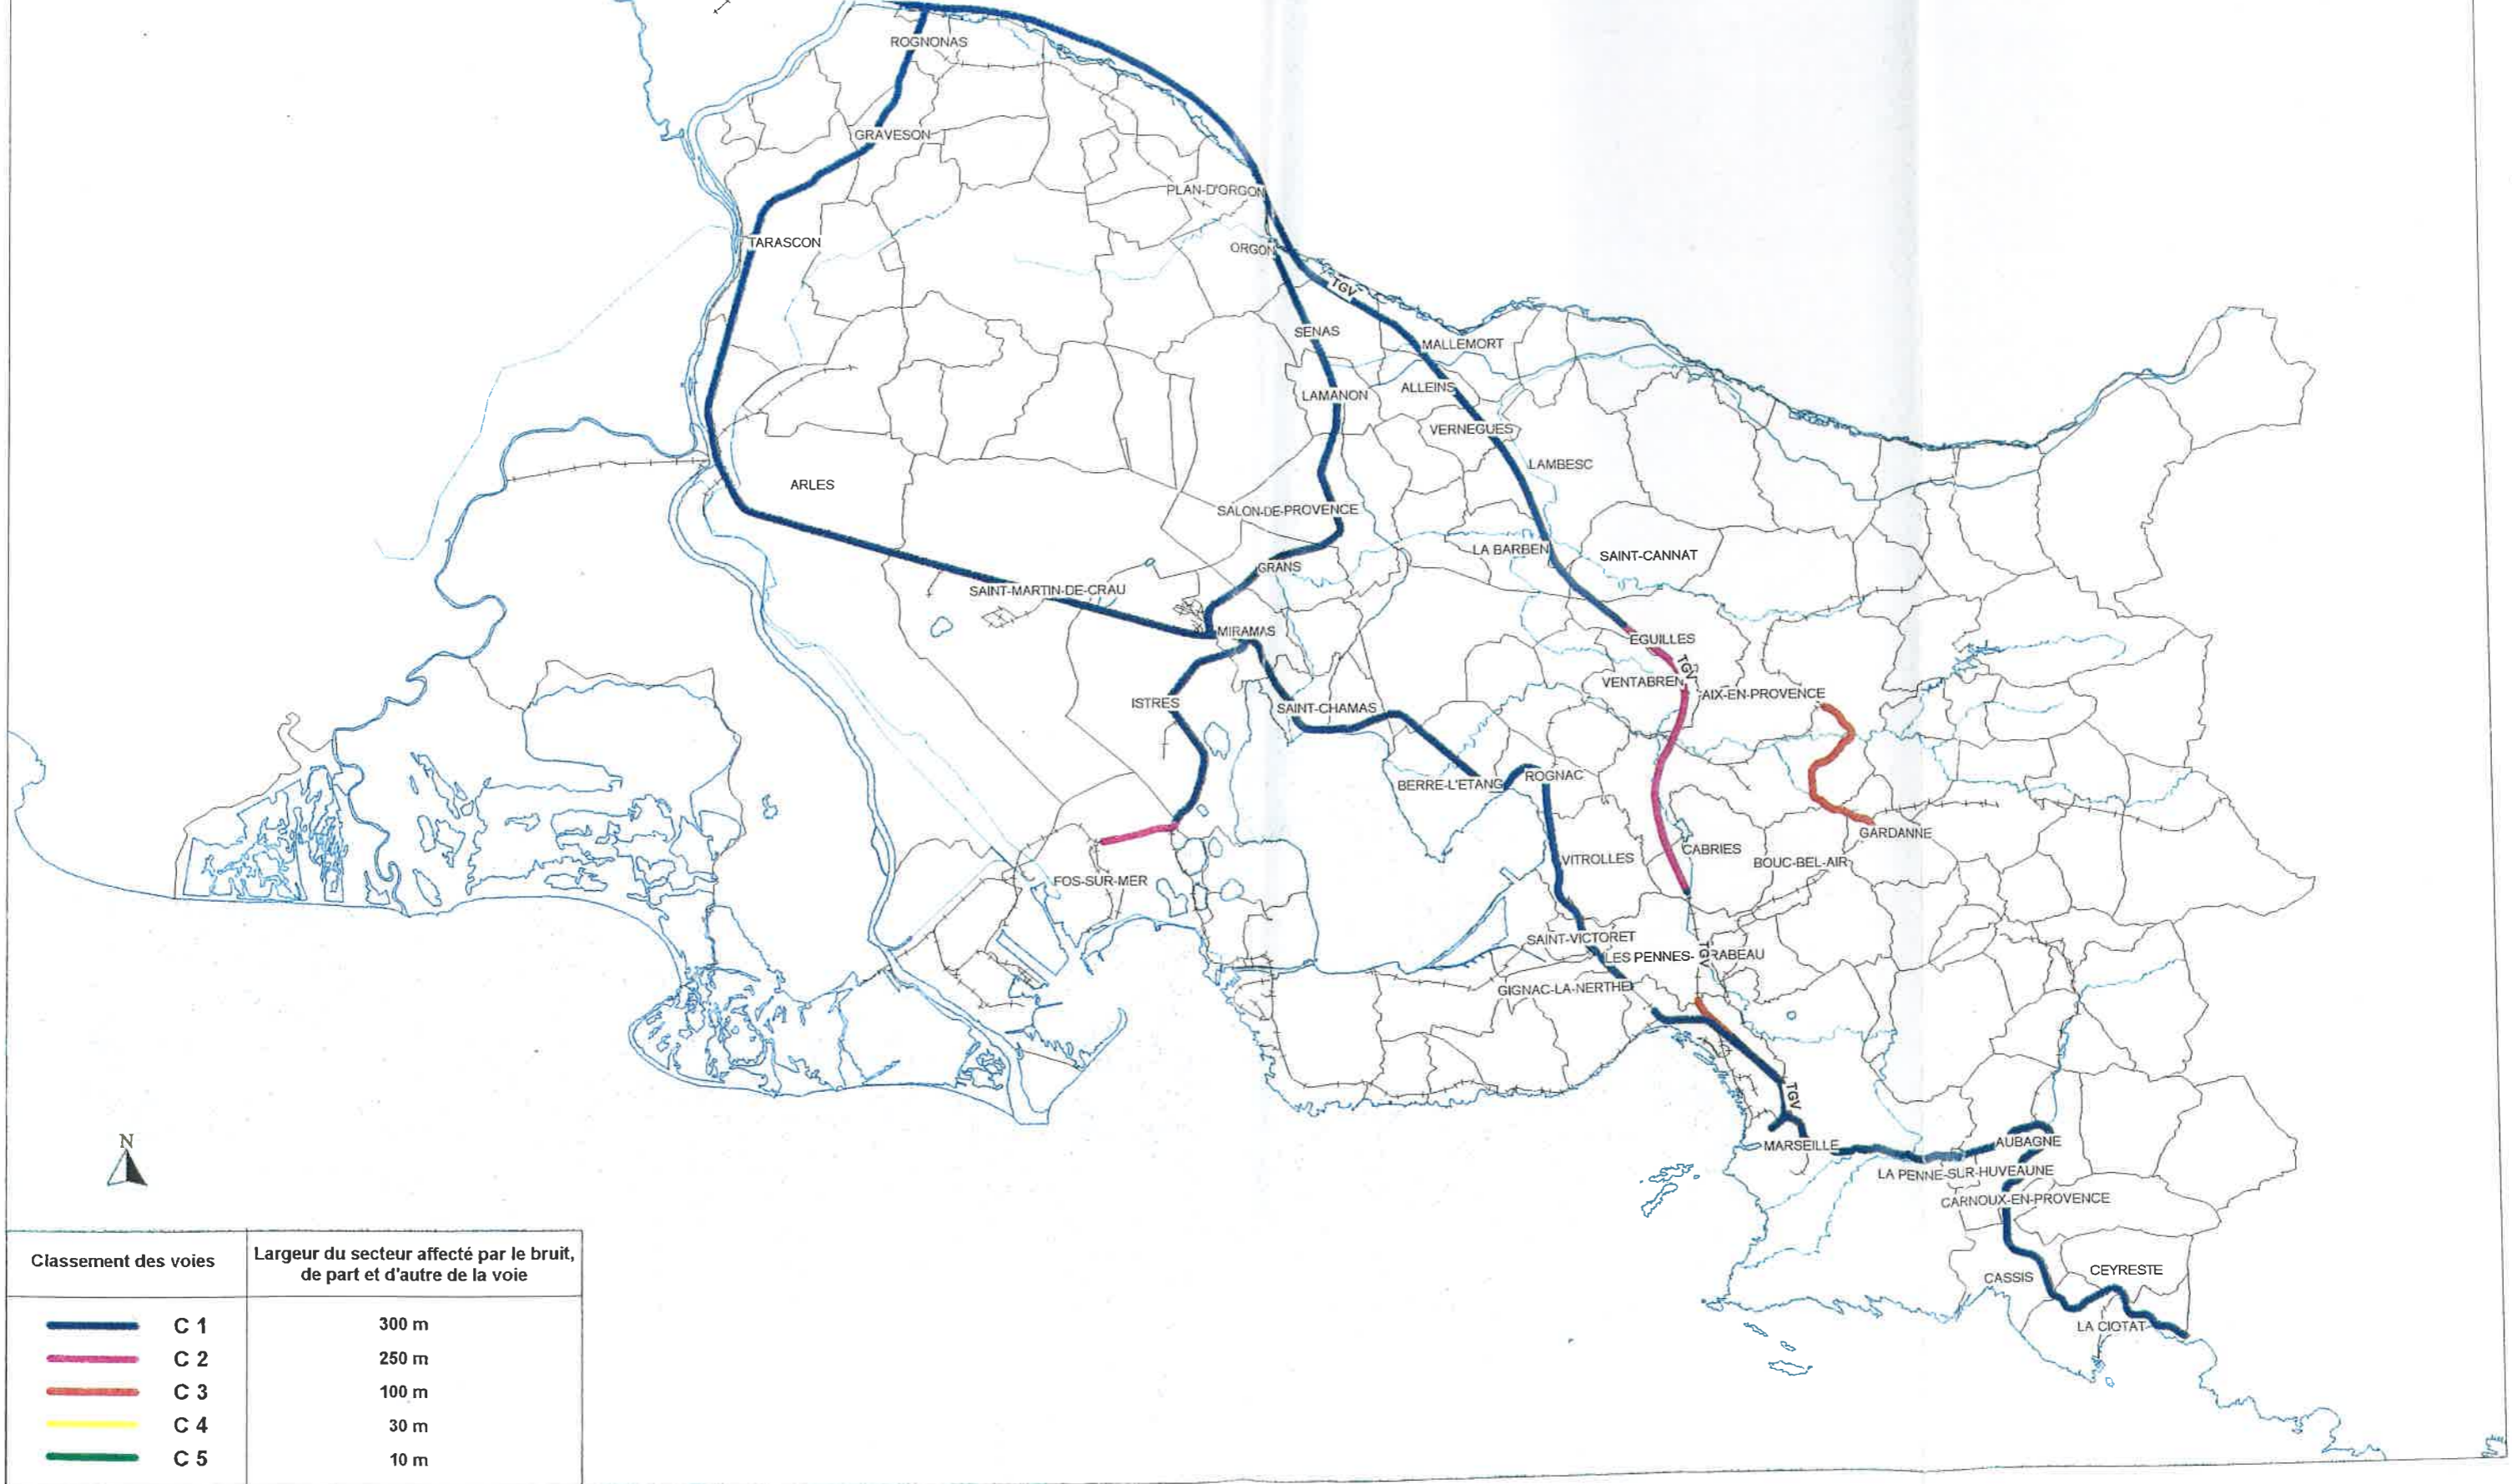 ROGNONAS
GRAVESON
PLAN-D'ORGON
TARASCON
ORGON
TGV
SENAS
MALLEMORT
ALLEINS
LAMANON
VERNEGUES
LAMBESC
ARLES
SALON-DE-PROVENCE
LA BARBEN
SAINT-CANNAT
GRANS
SAINT-MARTIN-DE-CRAU
MIRAMAS
EGUILLES
TGV
VENTABREN
AIX-EN-PROVENCE
ISTRES
SAINT-CHAMAS
ROGNAC
BERRE-L'ETANG
GARDANNE
CABRIES
VITROLLES
BOUC-BEL-AIR
FOS-SUR-MER
SAINT-VICTORET
LES PENNES- RABEAU
TGV
GIGNAC-LA-NERTHE
TGV
MARSEILLE
AUBAGNE
LA PENNE-SUR-HUVEAUNE
CARNOUX-EN-PROVENCE
CEYRESTE
CASSIS
LA CIOTAT
N
Classement des voies
Largeur du secteur affecté par le bruit,
de part et d'autre de la voie
C 1 300 m
C 2 250 m
C 3 100 m
C 4 30 m
C 5 10 m